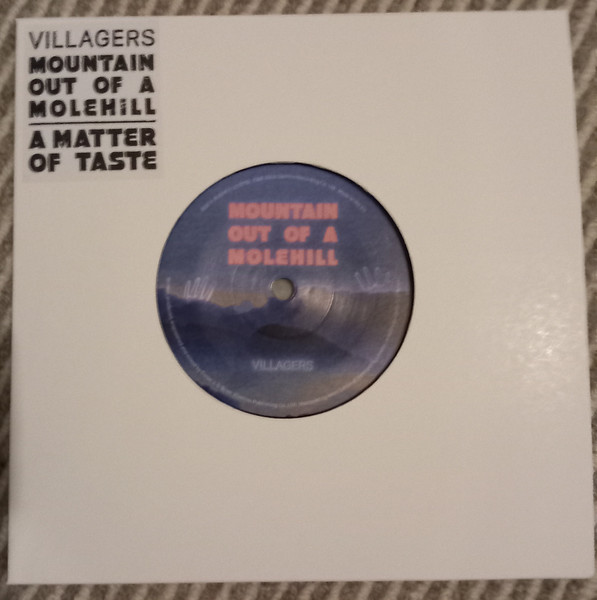 VILLAGERS
MOUNTAIN
OUT OF A
MOLEHILL
A MATTER
OF TASTE
MOUNTAIN
OUT OF A
MOLEHILL
VILLAGERS